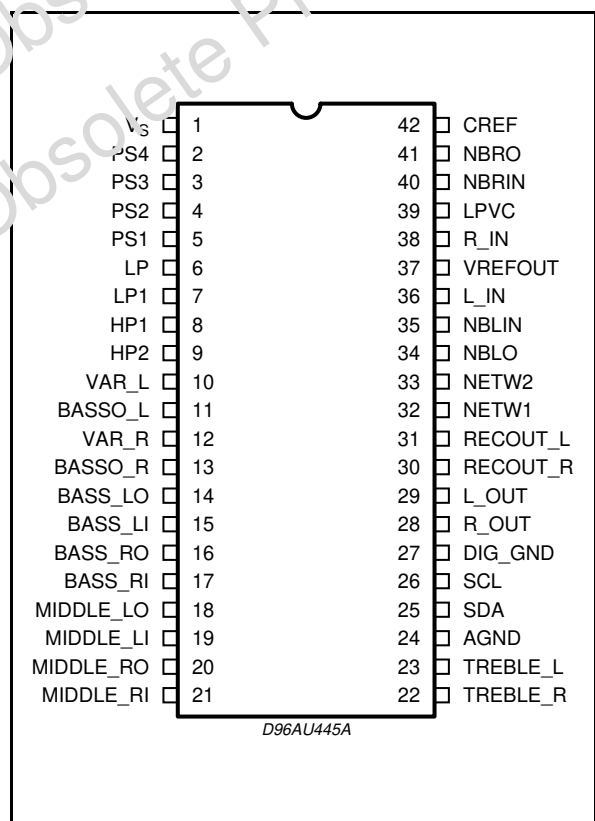 Obsolete P
Obs
VS 1 42 CREF
PS4 2 41 NBRO
PS3 3 40 NBRIN
PS2 4 39 LPVC
PS1 5 38 R_IN
LP 6 37 VREFOUT
LP1 7 36 L_IN
HP1 8 35 NBLIN
HP2 9 34 NBLO
VAR_L 10 33 NETW2
BASSO_L 11 32 NETW1
VAR_R 12 31 RECOUT_L
BASSO_R 13 30 RECOUT_R
BASS_LO 14 29 L_OUT
BASS_LI 15 28 R_OUT
BASS_RO 16 27 DIG_GND
BASS_RI 17 26 SCL
MIDDLE_LO 18 25 SDA
MIDDLE_LI 19 24 AGND
MIDDLE_RO 20 23 TREBLE_L
MIDDLE_RI 21 22 TREBLE_R
D96AU445A